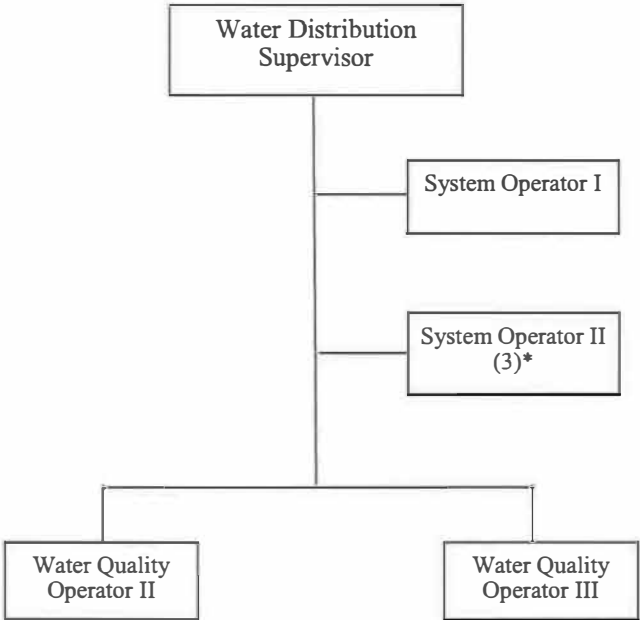 Water Distribution
Supervisor
System Operator I
System Operator II
(3)*
Water Quality
Operator II
Water Quality
Operator III